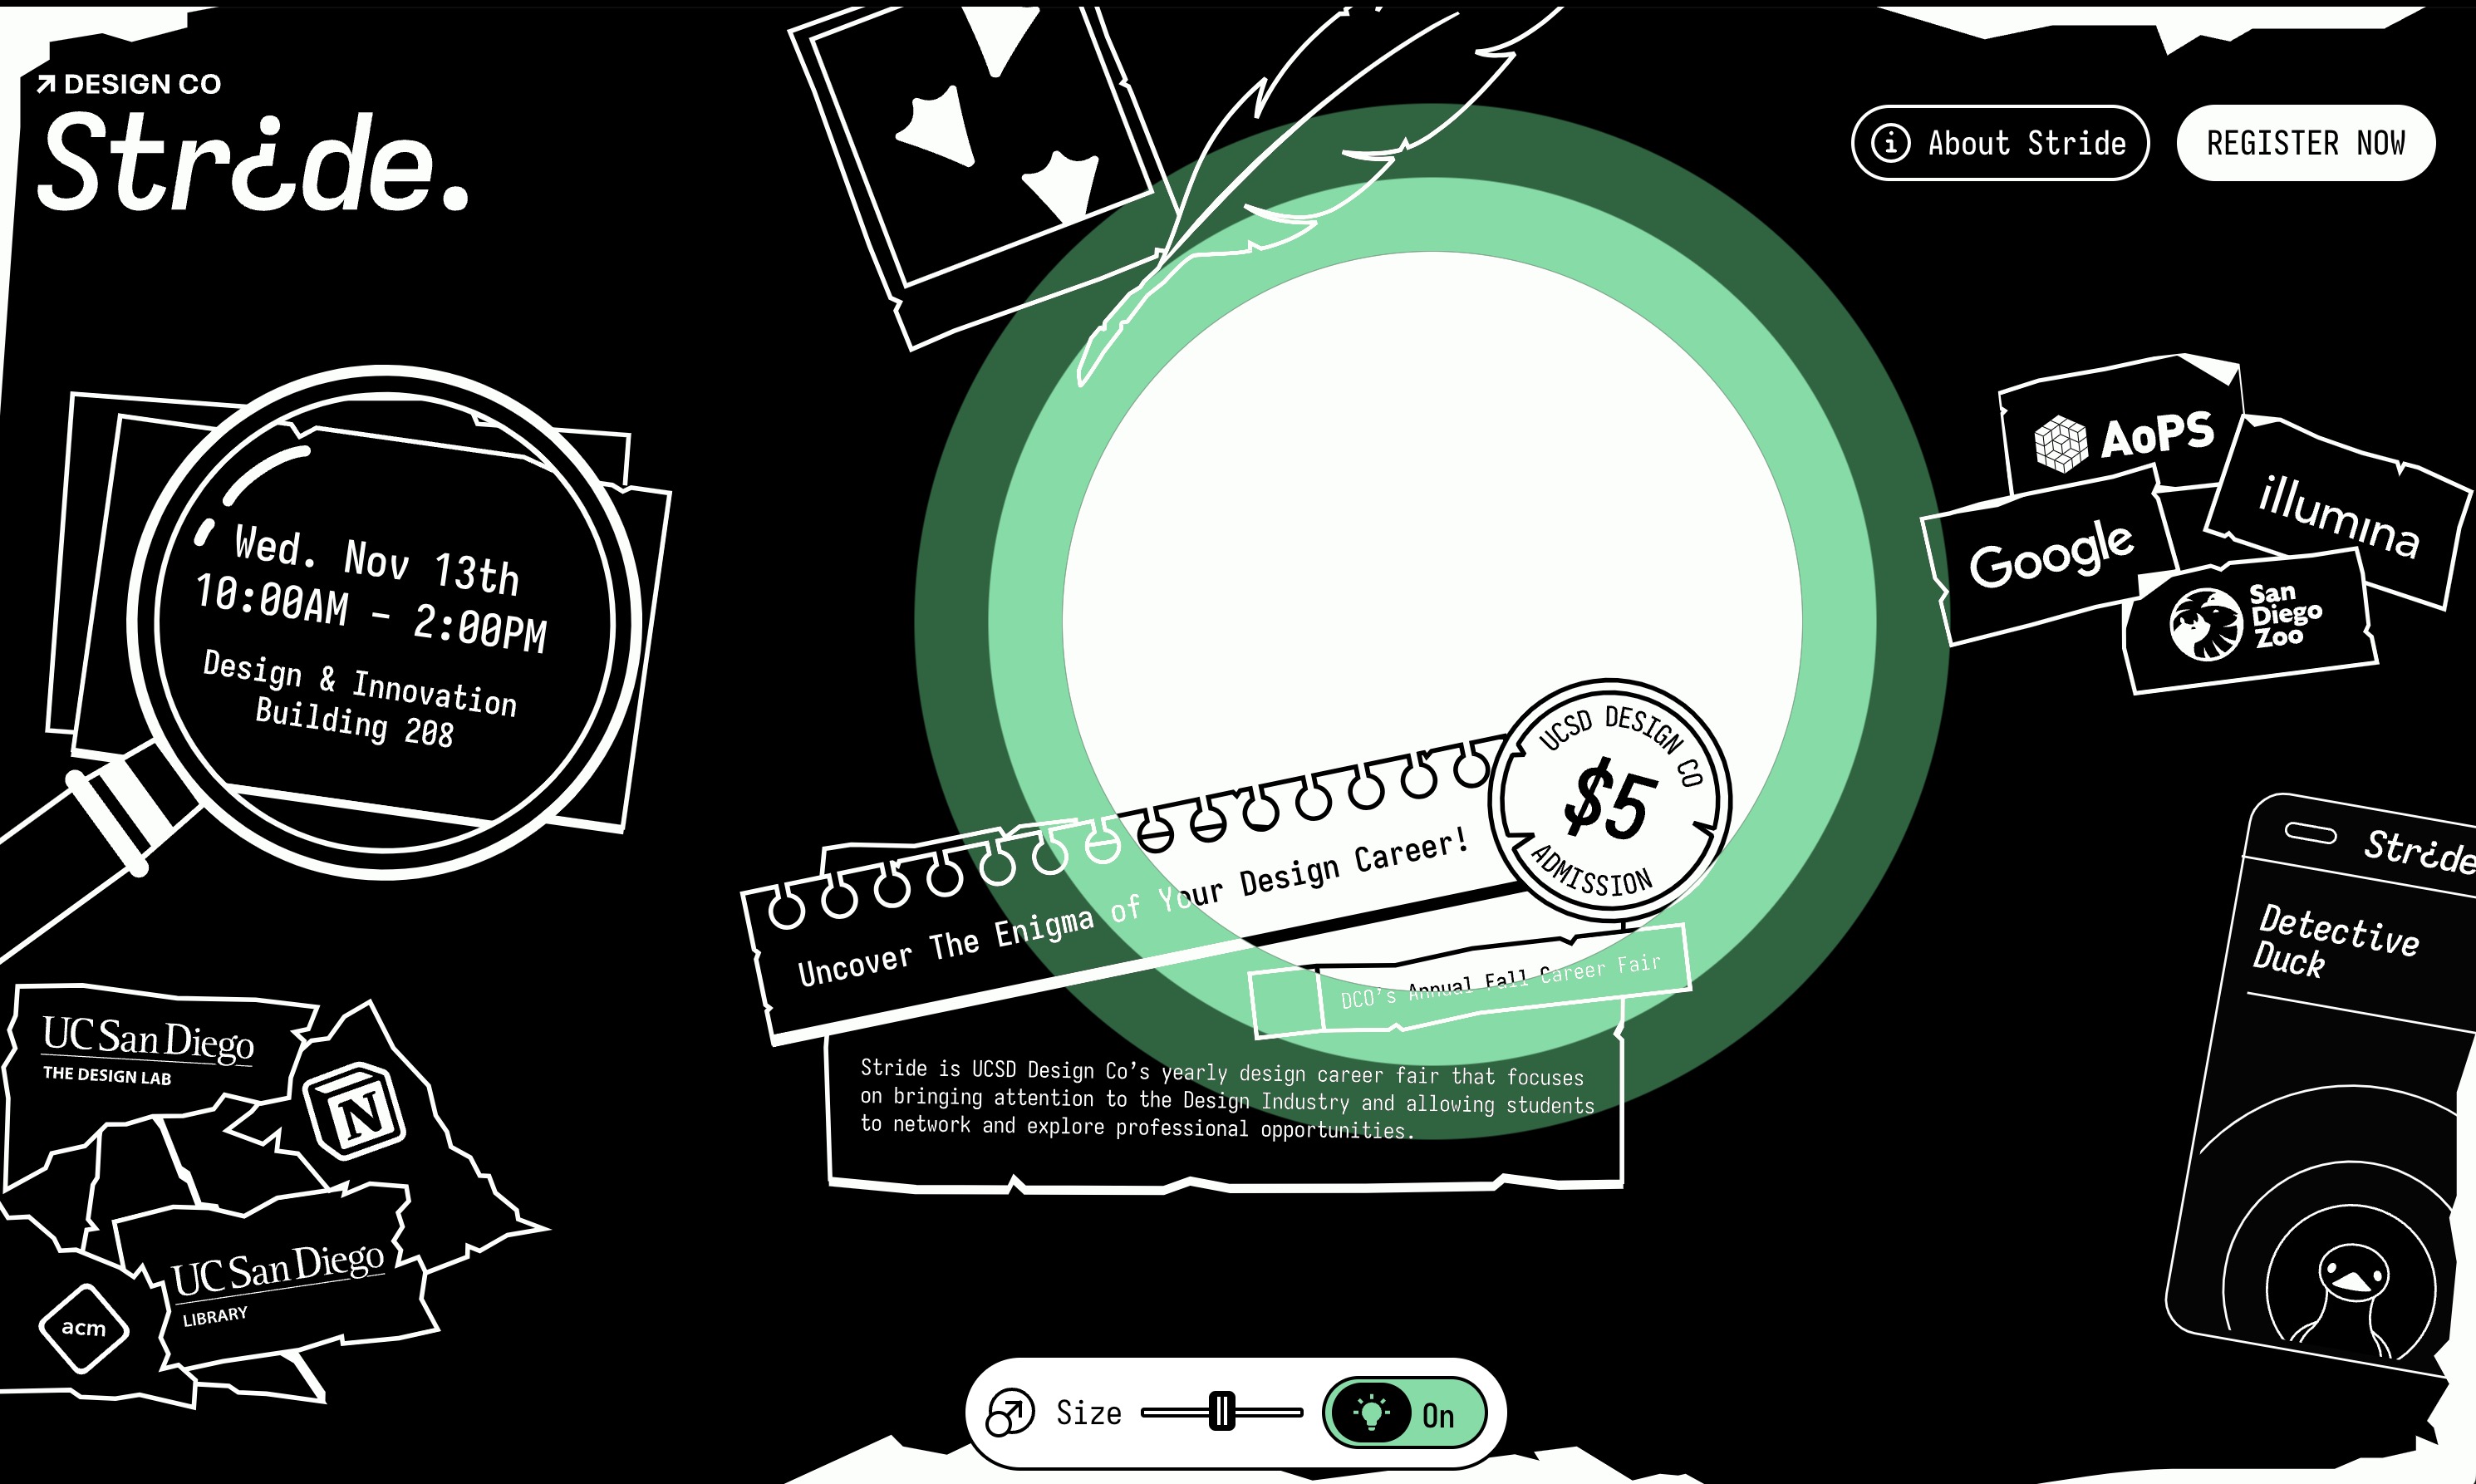 DESIGN CO
Stride.
About Stride
REGISTER NOW
Wed. Nov 13th
10:00AM – 2:00PM
Design & Innovation
Building 208
AoPS
illumina
Google
San
Diego
Zoo
UCSD DESIGN CO
$5
ADMISSION
Uncover The Enigma of Your Design Career!
DCO's Annual Fall Career Fair
Stride is UCSD Design Co’s yearly design career fair that focuses
on bringing attention to the Design Industry and allowing students
to network and explore professional opportunities.
Stride
Detective
Duck
UC San Diego
THE DESIGN LAB
N
UC San Diego
LIBRARY
acm
Size
On